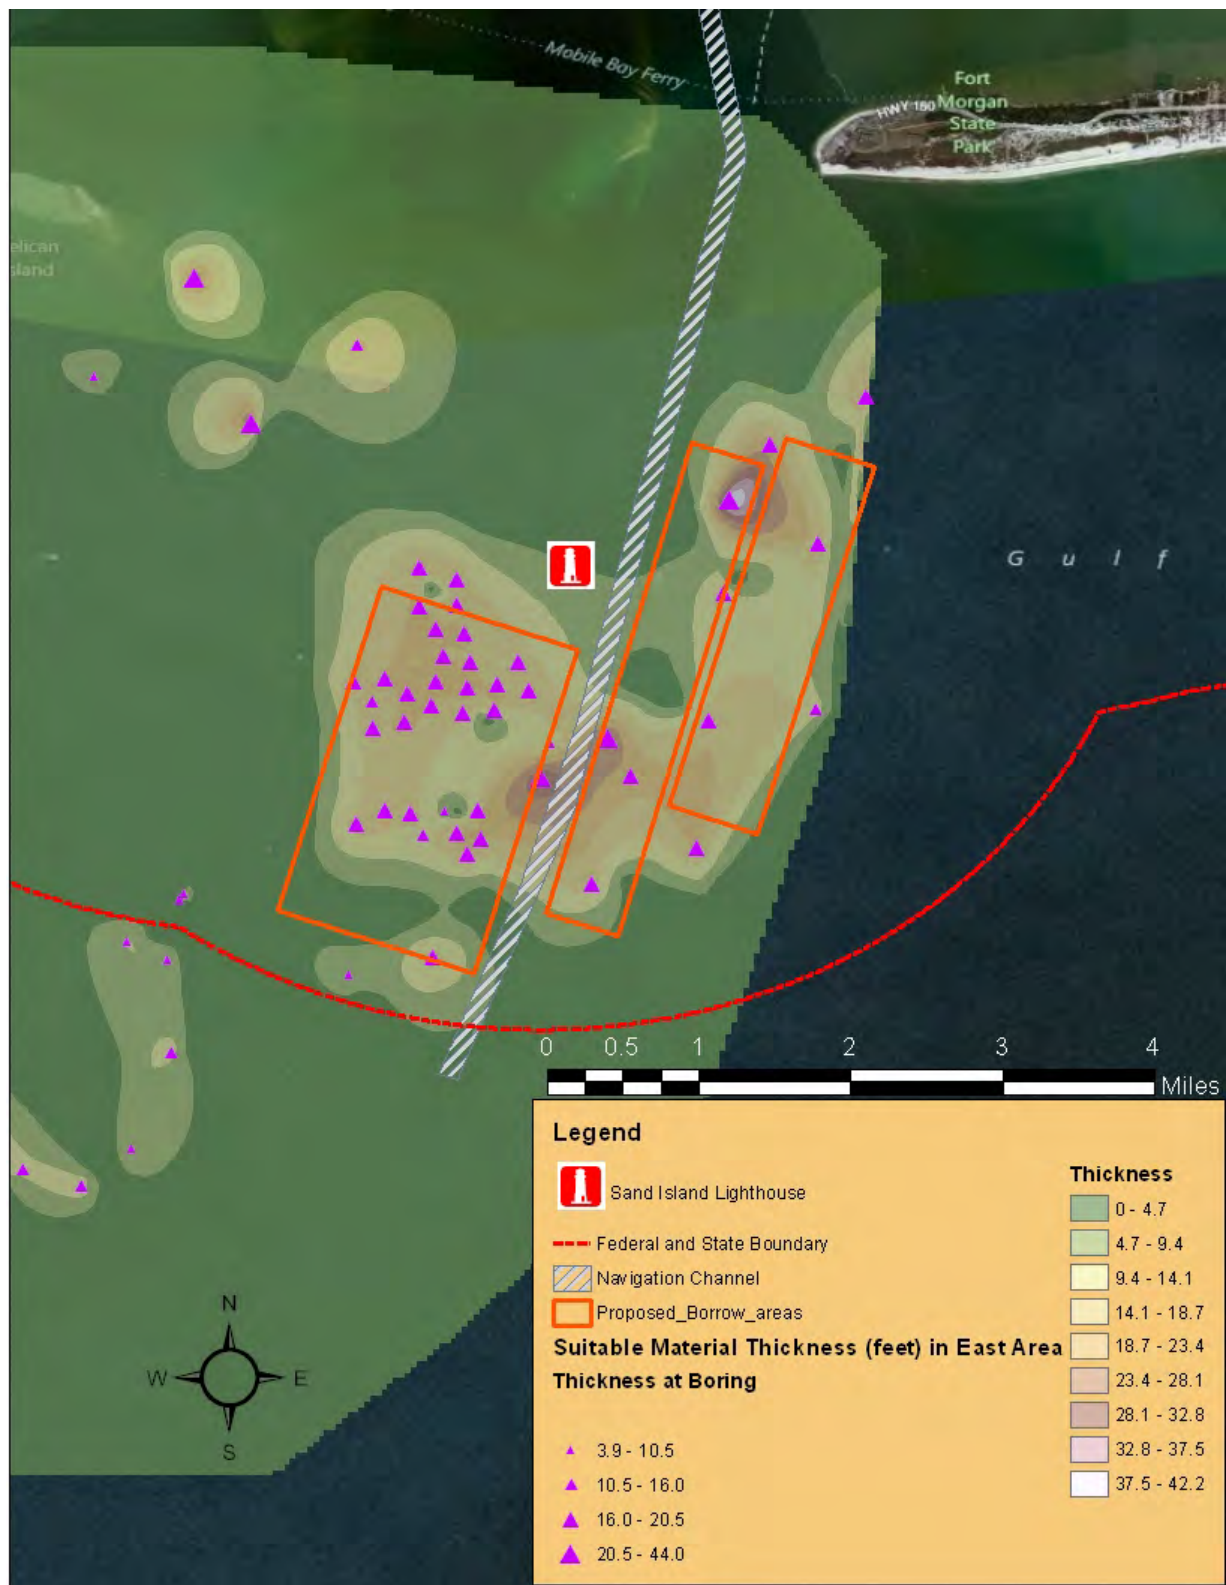 Mobile Bay Ferry
HWY 180
Fort
Morgan
State
Park
elican
sland
Gulf
0 0.5 1 2 3 4
Miles
Legend
Sand Island Lighthouse
Federal and State Boundary
Navigation Channel
Proposed_Borrow_areas
Suitable Material Thickness (feet) in East Area
Thickness at Boring
3.9 - 10.5
10.5 - 16.0
16.0 - 20.5
20.5 - 44.0
Thickness
0 - 4.7
4.7 - 9.4
9.4 - 14.1
14.1 - 18.7
18.7 - 23.4
23.4 - 28.1
28.1 - 32.8
32.8 - 37.5
37.5 - 42.2
N
W E
S